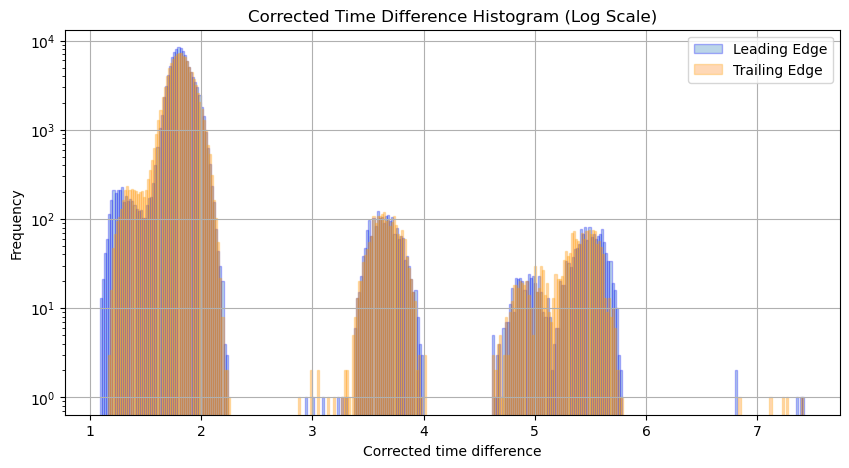 Corrected Time Difference Histogram (Log Scale)
Leading Edge
Trailing Edge
Frequency
10⁴
10³
10²
10¹
10⁰
1 2 3 4 5 6 7
Corrected time difference